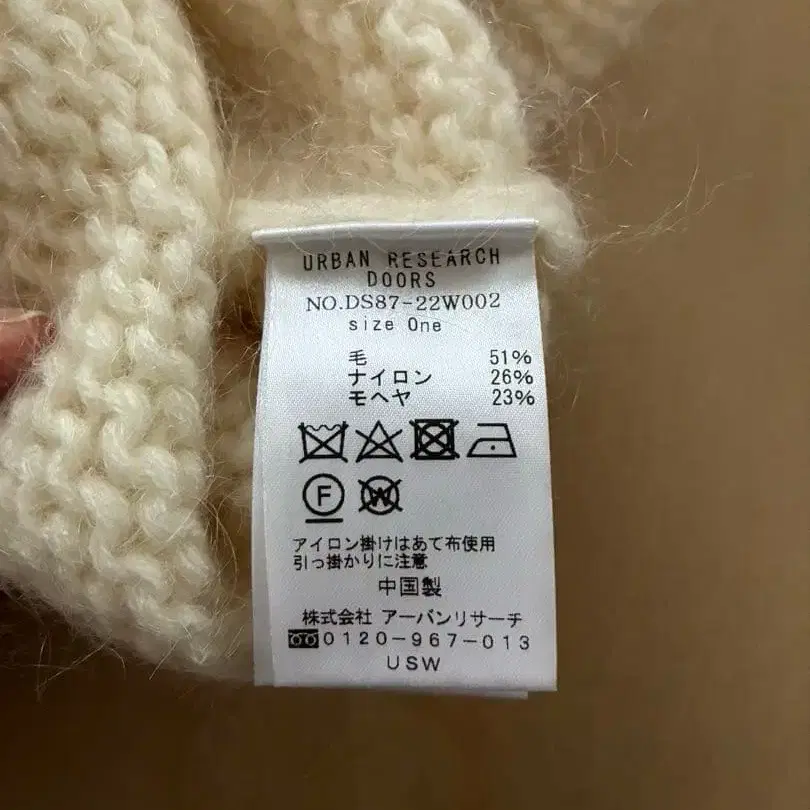 URBAN RESEARCH
DOORS
NO.DS87-22W002
size One
毛 51%
ナイロン 26%
モヘヤ 23%
F W
アイロン掛けはあて布使用
引っ掛かりに注意
中国製
株式会社 アーバンリサーチ
0120-967-013
USW